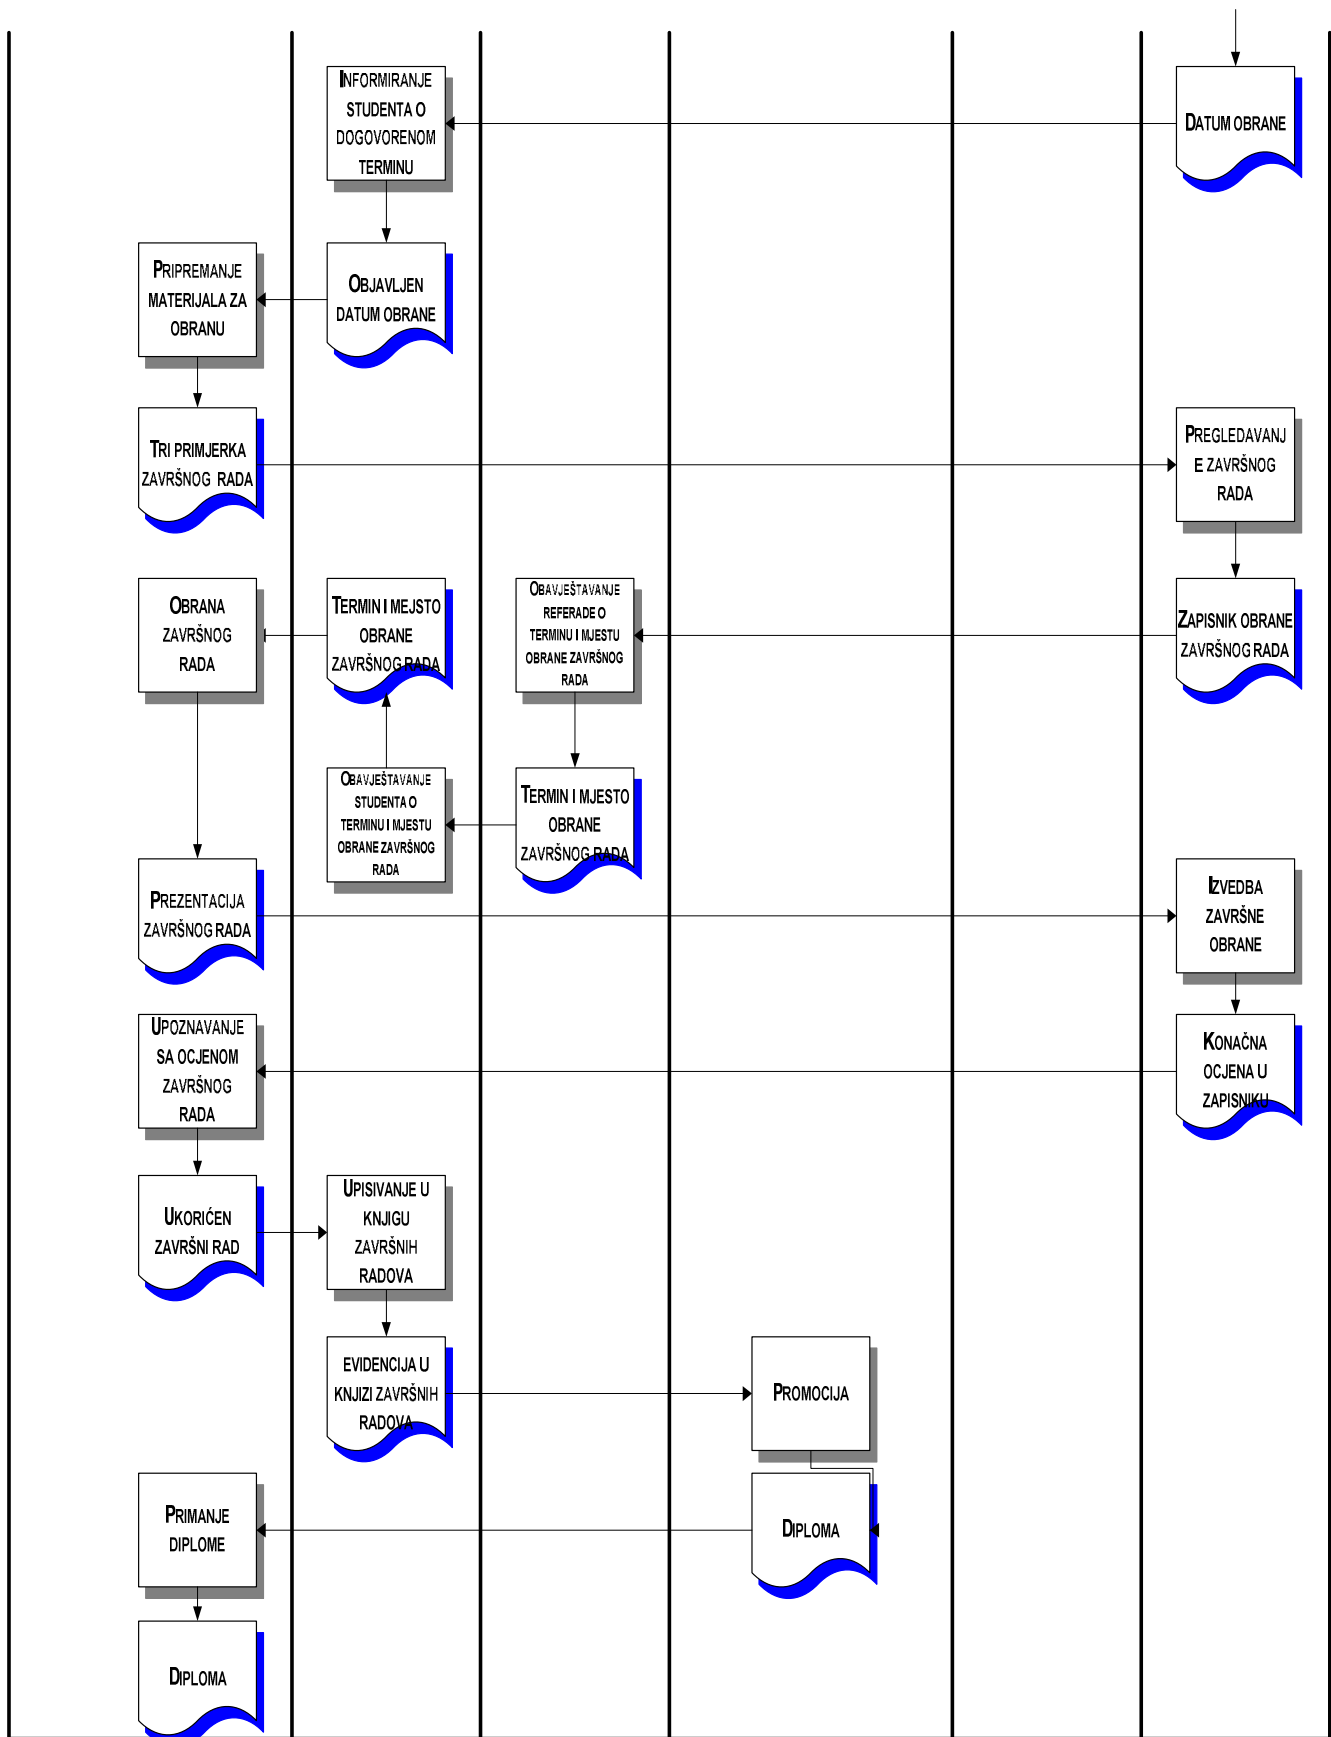 INFORMIRANJE
STUDENTA O
DOGOVORENOM
TERMINU
DATUM OBRANE
PRIPREMANJE
MATERIJALA ZA
OBRANU
OBJAVLJEN
DATUM OBRANE
TRI PRIMJERKA
ZAVRŠNOG RADA
PREGLEDAVANJ
E ZAVRŠNOG
RADA
OBRANA
ZAVRŠNOG
RADA
TERMIN I MEJSTO
OBRANE
ZAVRŠNOG RADA
OBAVJEŠTAVANJE
REFERADE O
TERMINU I MJESTU
OBRANE ZAVRŠNOG
RADA
ZAPISNIK OBRANE
ZAVRŠNOG RADA
OBAVJEŠTAVANJE
STUDENTA O
TERMINU I MJESTU
OBRANE ZAVRŠNOG
RADA
TERMIN I MJESTO
OBRANE
ZAVRŠNOG RADA
PREZENTACIJA
ZAVRŠNOG RADA
IZVEDBA
ZAVRŠNE
OBRANE
UPOZNAVANJE
SA OCJENOM
ZAVRŠNOG
RADA
KONAČNA
OCJENA U
ZAPISNIKU
UKORIĆEN
ZAVRŠNI RAD
UPISIVANJE U
KNJIGU
ZAVRŠNIH
RADOVA
EVIDENCIJA U
KNJIZI ZAVRŠNIH
RADOVA
PROMOCIJA
PRIMANJE
DIPLOME
DIPLOMA
DIPLOMA